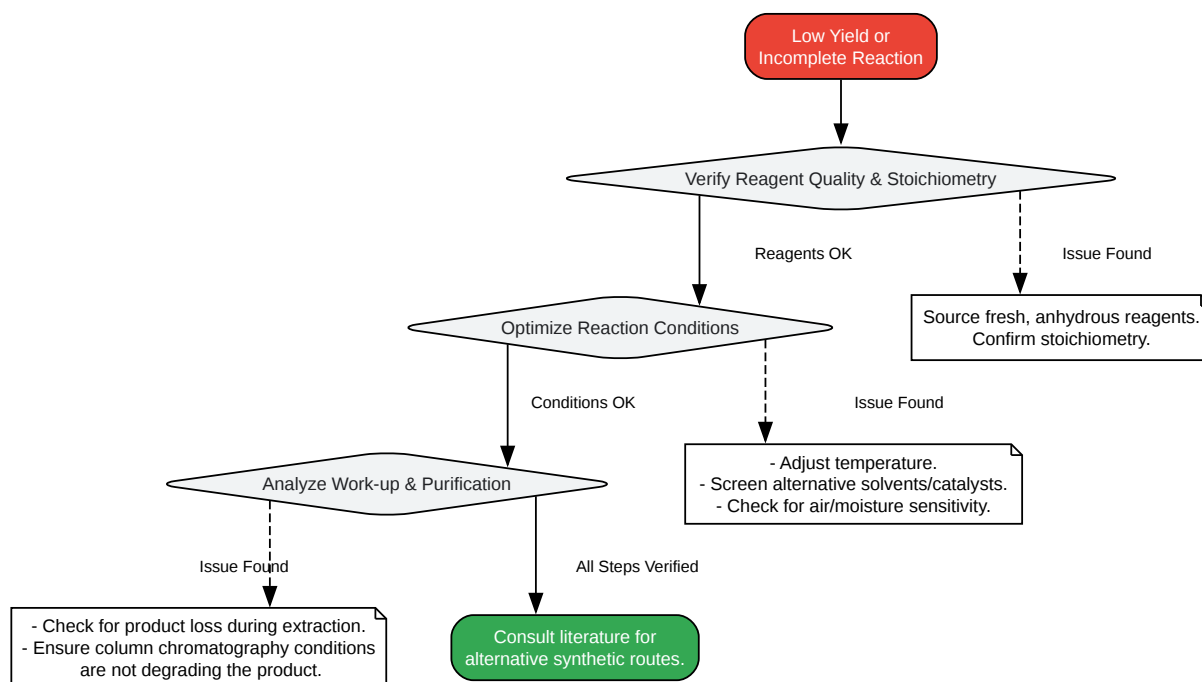 Low Yield or
Incomplete Reaction
Verify Reagent Quality & Stoichiometry
Reagents OK
Issue Found
Source fresh, anhydrous reagents.
Confirm stoichiometry.
Optimize Reaction Conditions
Conditions OK
Issue Found
- Adjust temperature.
- Screen alternative solvents/catalysts.
- Check for air/moisture sensitivity.
Analyze Work-up & Purification
Issue Found
All Steps Verified
- Check for product loss during extraction.
- Ensure column chromatography conditions
are not degrading the product.
Consult literature for
alternative synthetic routes.